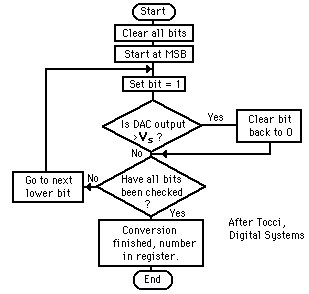 Start
Clear all bits
Start at MSB
Set bit = 1
Is DAC output
>Vs ?
Yes
Clear bit
back to 0
No
Go to next
lower bit
No
Have all bits
been checked
?
Yes
Conversion
finished, number
in register.
After Tocci,
Digital Systems
End